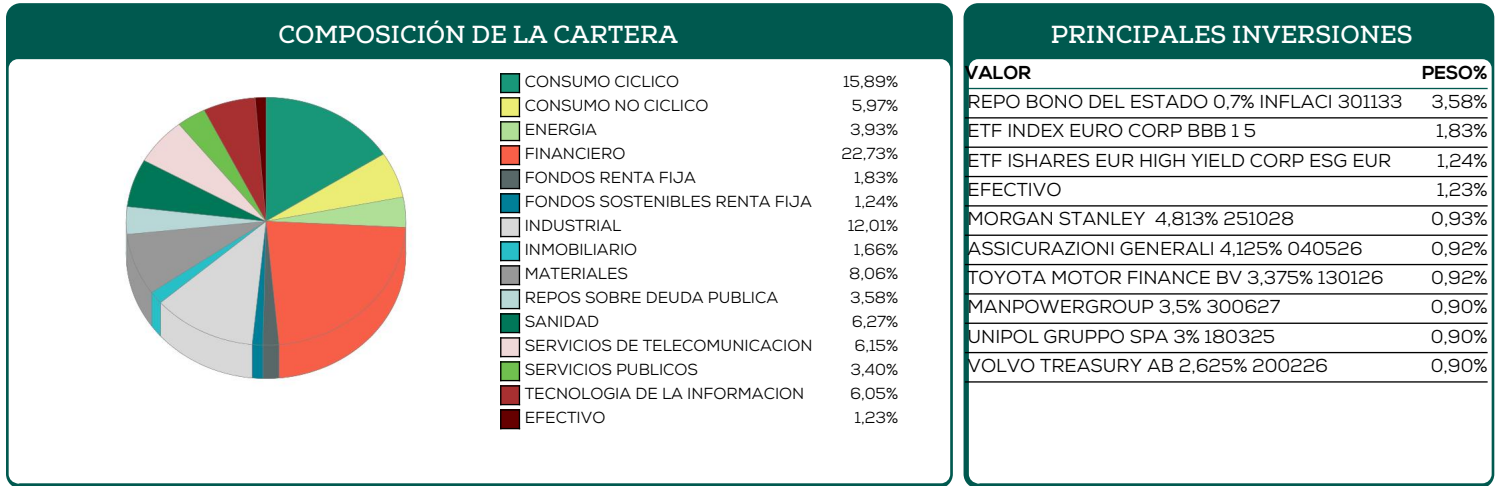 COMPOSICIÓN DE LA CARTERA
CONSUMO CICLICO 15,89%
CONSUMO NO CICLICO 5,97%
ENERGIA 3,93%
FINANCIERO 22,73%
FONDOS RENTA FIJA 1,83%
FONDOS SOSTENIBLES RENTA FIJA 1,24%
INDUSTRIAL 12,01%
INMOBILIARIO 1,66%
MATERIALES 8,06%
REPOS SOBRE DEUDA PUBLICA 3,58%
SANIDAD 6,27%
SERVICIOS DE TELECOMUNICACION 6,15%
SERVICIOS PUBLICOS 3,40%
TECNOLOGIA DE LA INFORMACION 6,05%
EFECTIVO 1,23%
PRINCIPALES INVERSIONES
VALOR PESO%
REPO BONO DEL ESTADO 0,7% INFLACI 301133 3,58%
ETF INDEX EURO CORP BBB 1 5 1,83%
ETF ISHARES EUR HIGH YIELD CORP ESG EUR 1,24%
EFECTIVO 1,23%
MORGAN STANLEY 4,813% 251028 0,93%
ASSICURAZIONI GENERALI 4,125% 040526 0,92%
TOYOTA MOTOR FINANCE BV 3,375% 130126 0,92%
MANPOWERGROUP 3,5% 300627 0,90%
UNIPOL GRUPPO SPA 3% 180325 0,90%
VOLVO TREASURY AB 2,625% 200226 0,90%